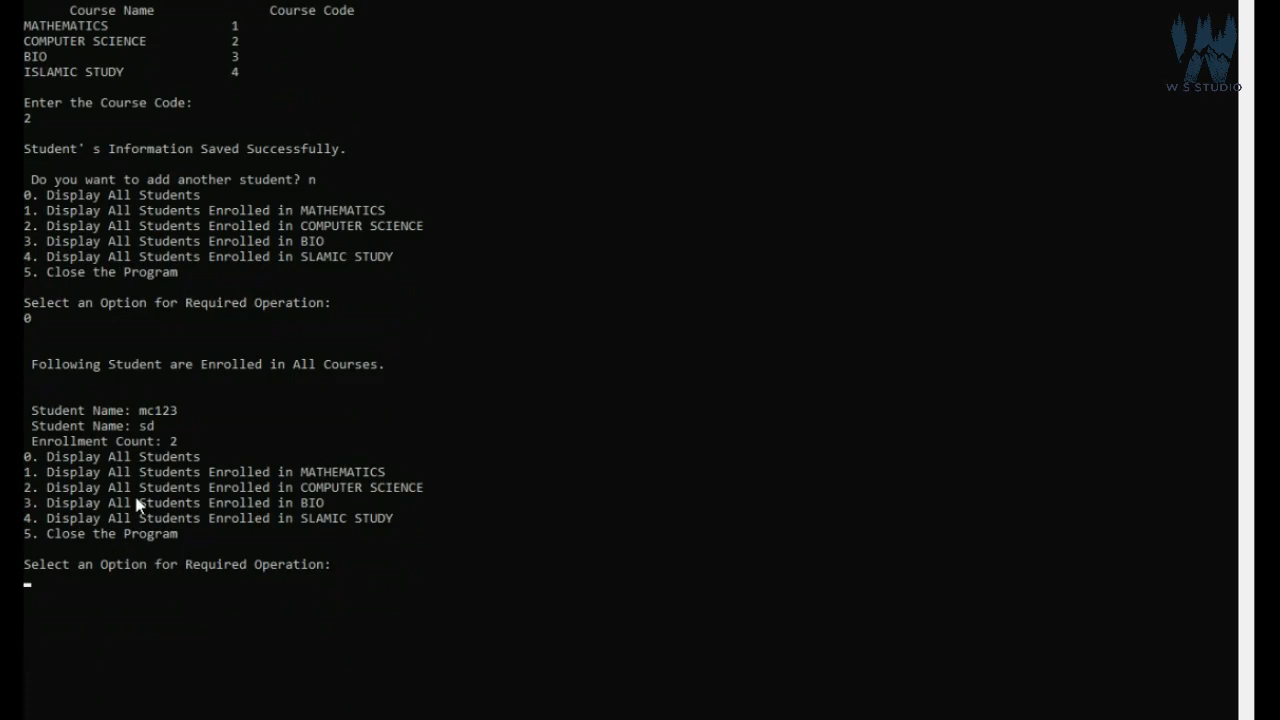 Course Name Course Code
MATHEMATICS 1
COMPUTER SCIENCE 2
BIO 3
ISLAMIC STUDY 4
Enter the Course Code:
2
Student' s Information Saved Successfully.
Do you want to add another student? n
0. Display All Students
1. Display All Students Enrolled in MATHEMATICS
2. Display All Students Enrolled in COMPUTER SCIENCE
3. Display All Students Enrolled in BIO
4. Display All Students Enrolled in SLAMIC STUDY
5. Close the Program
Select an Option for Required Operation:
0
Following Student are Enrolled in All Courses.
Student Name: mc123
Student Name: sd
Enrollment Count: 2
0. Display All Students
1. Display All Students Enrolled in MATHEMATICS
2. Display All Students Enrolled in COMPUTER SCIENCE
3. Display All Students Enrolled in BIO
4. Display All Students Enrolled in SLAMIC STUDY
5. Close the Program
Select an Option for Required Operation:
W S STUDIO